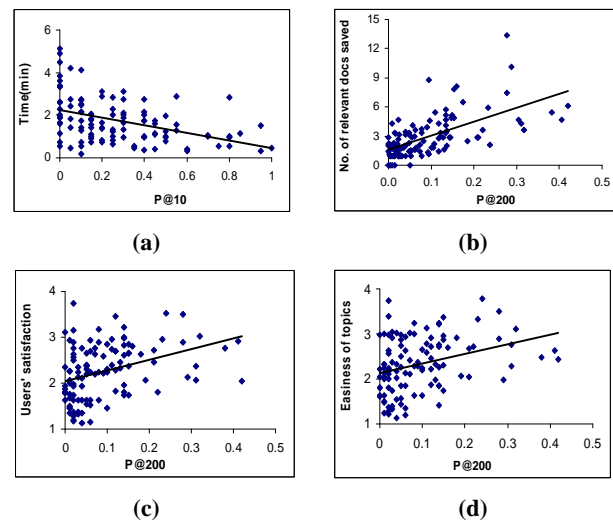 6
4
2
0
Time(min)
0 0.2 0.4 0.6 0.8 1
P@10
(a)
15
12
9
6
3
0
No. of relevant docs saved
0.0 0.1 0.2 0.3 0.4 0.5
P@200
(b)
4
3
2
1
Users' satisfaction
0 0.1 0.2 0.3 0.4 0.5
P@200
(c)
4
3
2
1
Easiness of topics
0 0.1 0.2 0.3 0.4 0.5
P@200
(d)